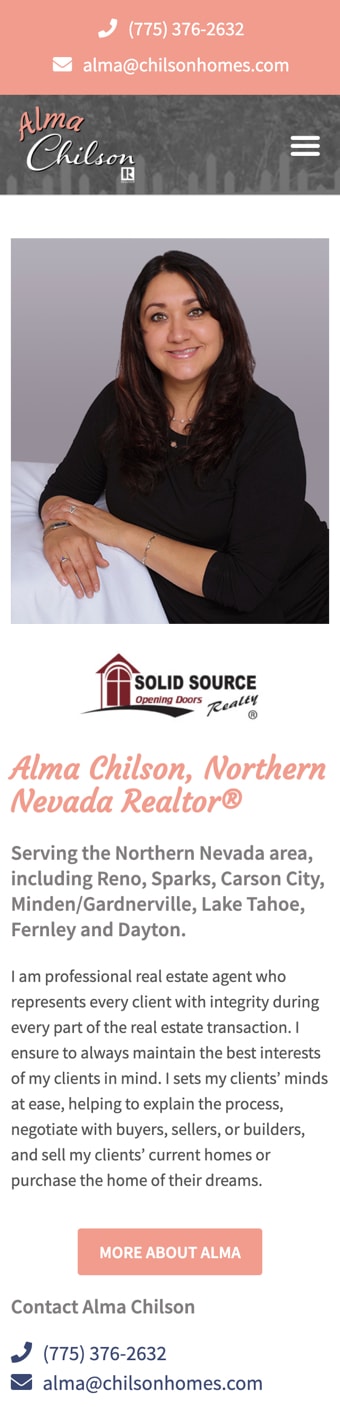 (775) 376-2632
alma@chilsonhomes.com
Alma
Chilson
R
SOLID SOURCE
Opening Doors Realty
®
Alma Chilson, Northern
Nevada Realtor®
Serving the Northern Nevada area,
including Reno, Sparks, Carson City,
Minden/Gardnerville, Lake Tahoe,
Fernley and Dayton.
I am professional real estate agent who
represents every client with integrity during
every part of the real estate transaction. I
ensure to always maintain the best interests
of my clients in mind. I sets my clients’ minds
at ease, helping to explain the process,
negotiate with buyers, sellers, or builders,
and sell my clients’ current homes or
purchase the home of their dreams.
MORE ABOUT ALMA
Contact Alma Chilson
(775) 376-2632
alma@chilsonhomes.com